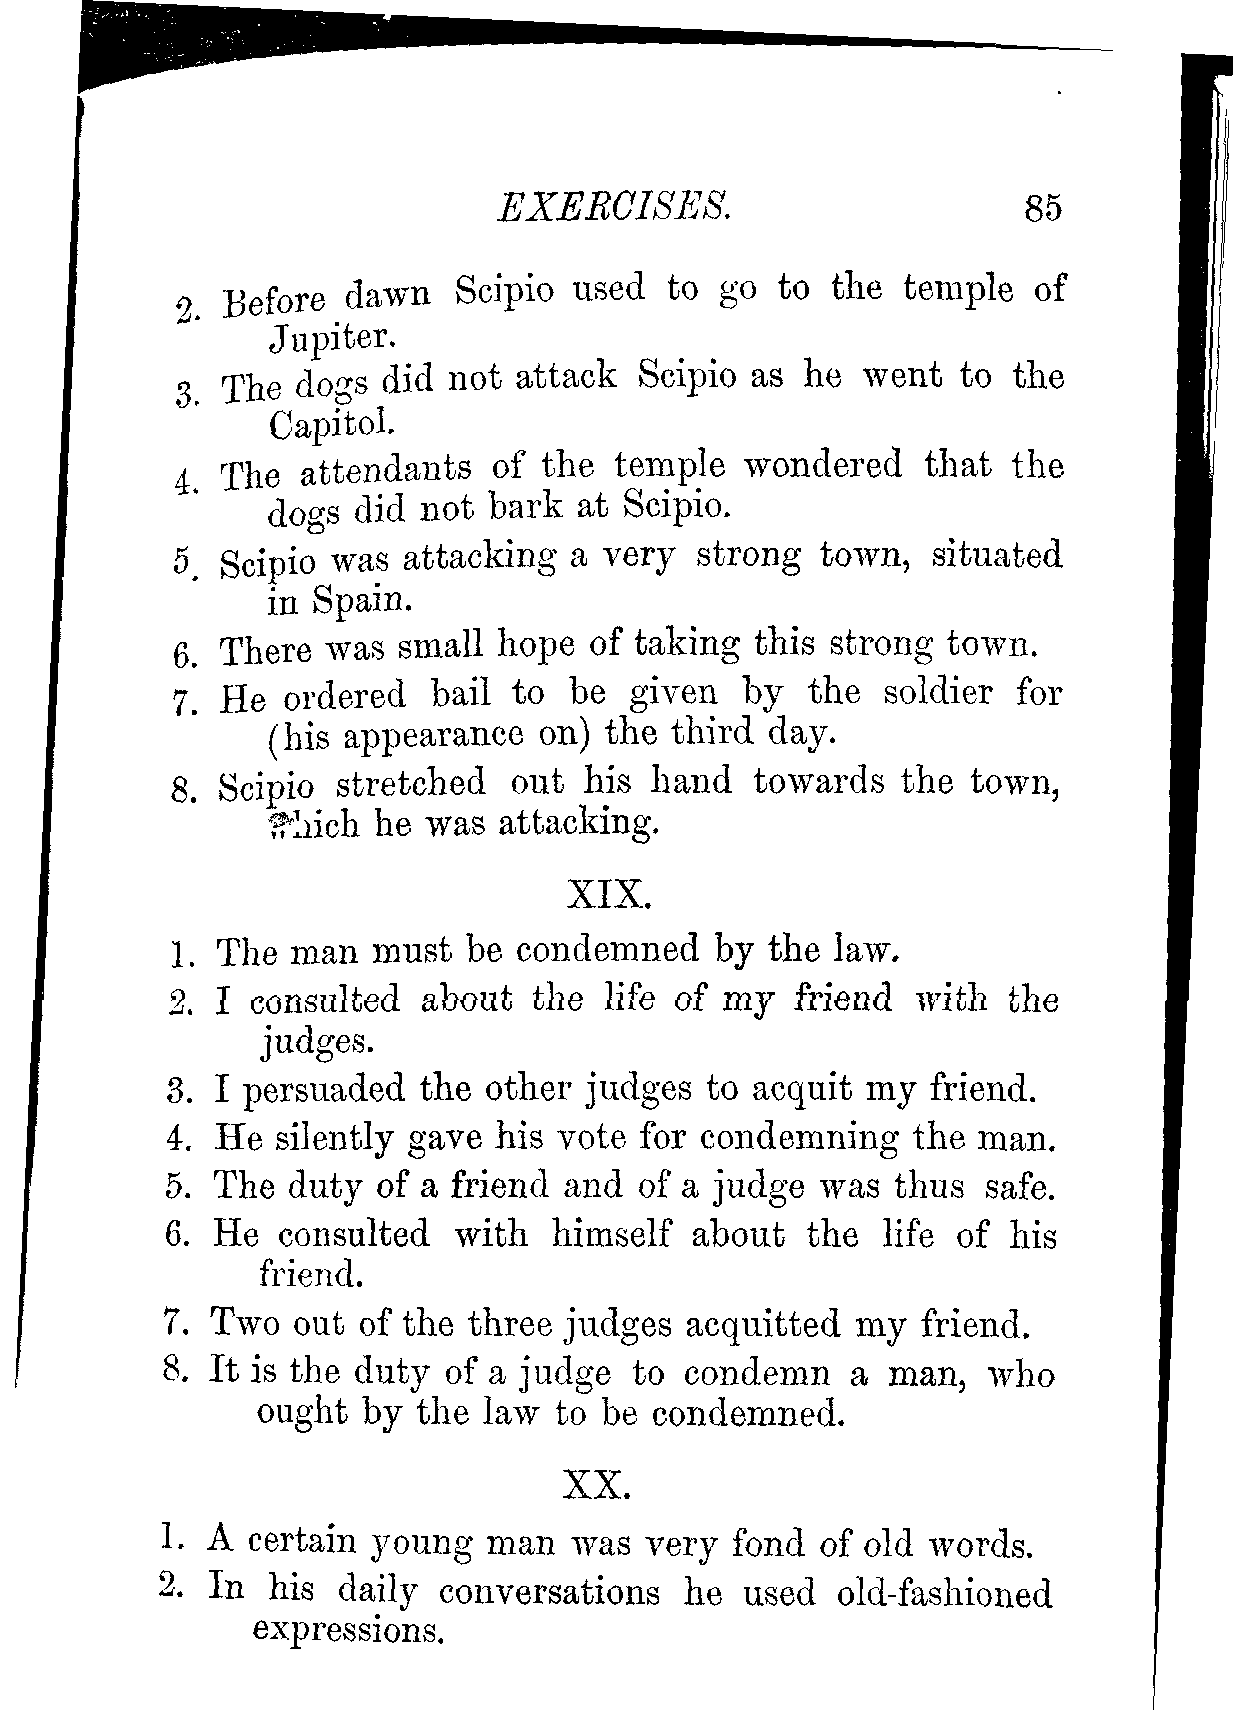 EXERCISES. 85
2. Before dawn Scipio used to go to the temple of
Jupiter.
3. The dogs did not attack Scipio as he went to the
Capitol.
4. The attendants of the temple wondered that the
dogs did not bark at Scipio.
5. Scipio was attacking a very strong town, situated
in Spain.
6. There was small hope of taking this strong town.
7. He ordered bail to be given by the soldier for
(his appearance on) the third day.
8. Scipio stretched out his hand towards the town,
which he was attacking.
XIX.
1. The man must be condemned by the law.
2. I consulted about the life of my friend with the
judges.
3. I persuaded the other judges to acquit my friend.
4. He silently gave his vote for condemning the man.
5. The duty of a friend and of a judge was thus safe.
6. He consulted with himself about the life of his
friend.
7. Two out of the three judges acquitted my friend.
8. It is the duty of a judge to condemn a man, who
ought by the law to be condemned.
XX.
1. A certain young man was very fond of old words.
2. In his daily conversations he used old-fashioned
expressions.